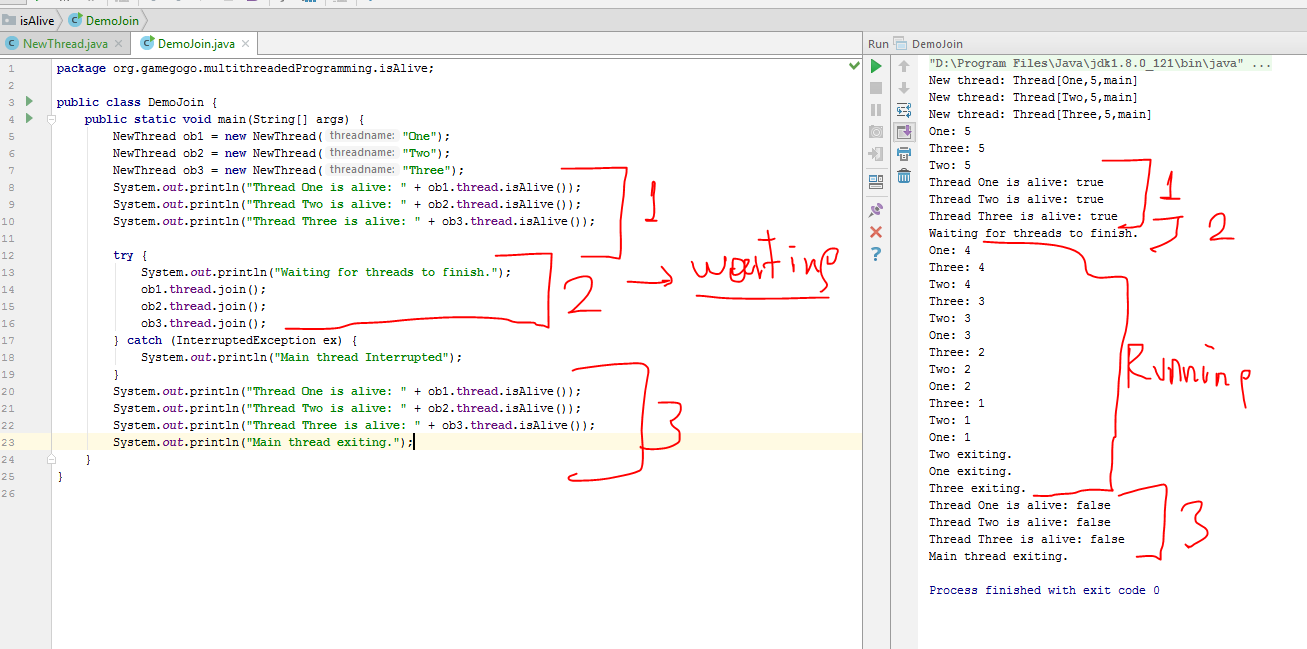 isAlive DemoJoin
NewThread.java DemoJoin.java
1 package org.gamegogo.multithreadedProgramming.isAlive;
2
3 public class DemoJoin {
4 public static void main(String[] args) {
5 NewThread ob1 = new NewThread( threadname: "One");
6 NewThread ob2 = new NewThread( threadname: "Two");
7 NewThread ob3 = new NewThread( threadname: "Three");
8 System.out.println("Thread One is alive: " + ob1.thread.isAlive());
9 System.out.println("Thread Two is alive: " + ob2.thread.isAlive());
10 System.out.println("Thread Three is alive: " + ob3.thread.isAlive());
11
12 try {
13 System.out.println("Waiting for threads to finish.");
14 ob1.thread.join();
15 ob2.thread.join();
16 ob3.thread.join();
17 } catch (InterruptedException ex) {
18 System.out.println("Main thread Interrupted");
19 }
20 System.out.println("Thread One is alive: " + ob1.thread.isAlive());
21 System.out.println("Thread Two is alive: " + ob2.thread.isAlive());
22 System.out.println("Thread Three is alive: " + ob3.thread.isAlive());
23 System.out.println("Main thread exiting.");
24 }
25 }
26
1
2 → waiting
3
Run DemoJoin
"D:\Program Files\Java\jdk1.8.0_121\bin\java" ...
New thread: Thread[One,5,main]
New thread: Thread[Two,5,main]
New thread: Thread[Three,5,main]
One: 5
Three: 5
Two: 5
Thread One is alive: true
Thread Two is alive: true
Thread Three is alive: true
Waiting for threads to finish.
One: 4
Three: 4
Two: 4
Three: 3
Two: 3
One: 3
Three: 2
Two: 2
One: 2
Three: 1
Two: 1
One: 1
Two exiting.
One exiting.
Three exiting.
Thread One is alive: false
Thread Two is alive: false
Thread Three is alive: false
Main thread exiting.
Process finished with exit code 0
1
2
Running
3